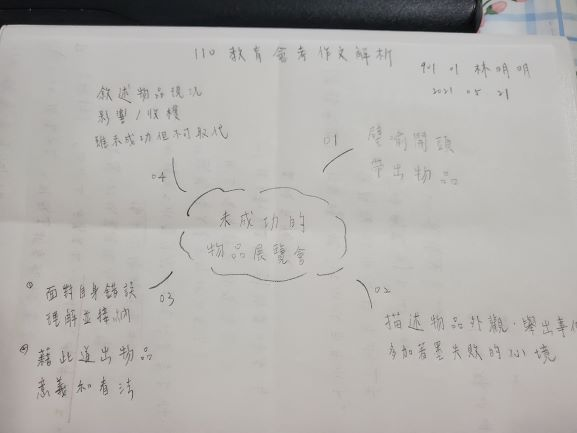 110 教育會考作文解析
901 01 林明明
2021 05 21
敘述物品現況
影響/收穫
雖未成功但不可取代
04
01
譬喻開頭
帶出物品
未成功的
物品展覽會
03
① 面對自身錯誤
理解並接納
② 藉此道出物品
意義和看法
02
描述物品外觀,舉出事件
多加著墨失敗的心境